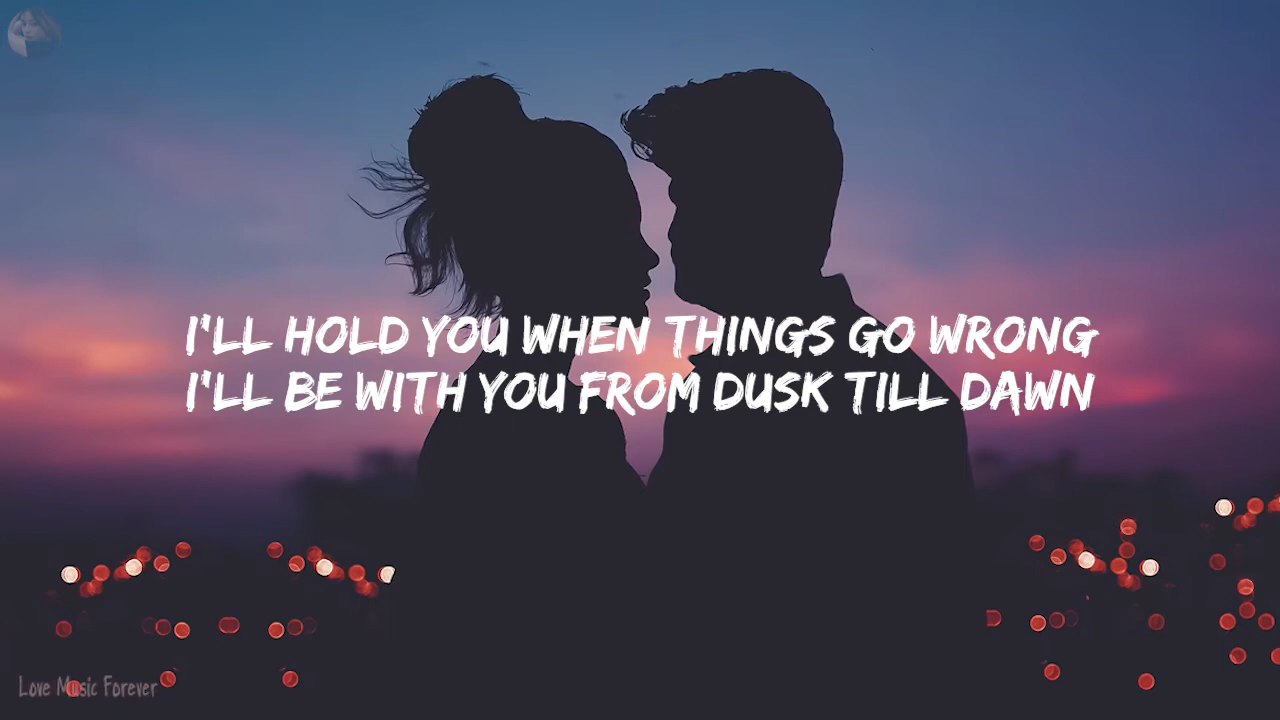 I'LL HOLD YOU WHEN THINGS GO WRONG
I'LL BE WITH YOU FROM DUSK TILL DAWN
Love Music Forever